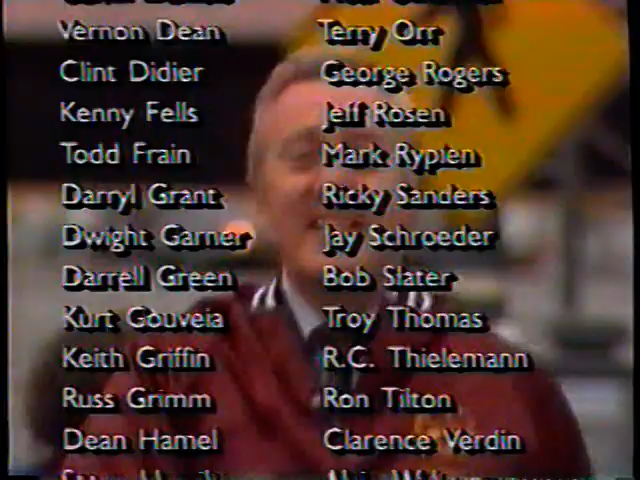 Vernon Dean
Clint Didier
Kenny Fells
Todd Frain
Darryl Grant
Dwight Garner
Darrell Green
Kurt Gouveia
Keith Griffin
Russ Grimm
Dean Hamel
Terry Orr
George Rogers
Jeff Rosen
Mark Rypien
Ricky Sanders
Jay Schroeder
Bob Slater
Troy Thomas
R.C. Thielemann
Ron Tilton
Clarence Verdin